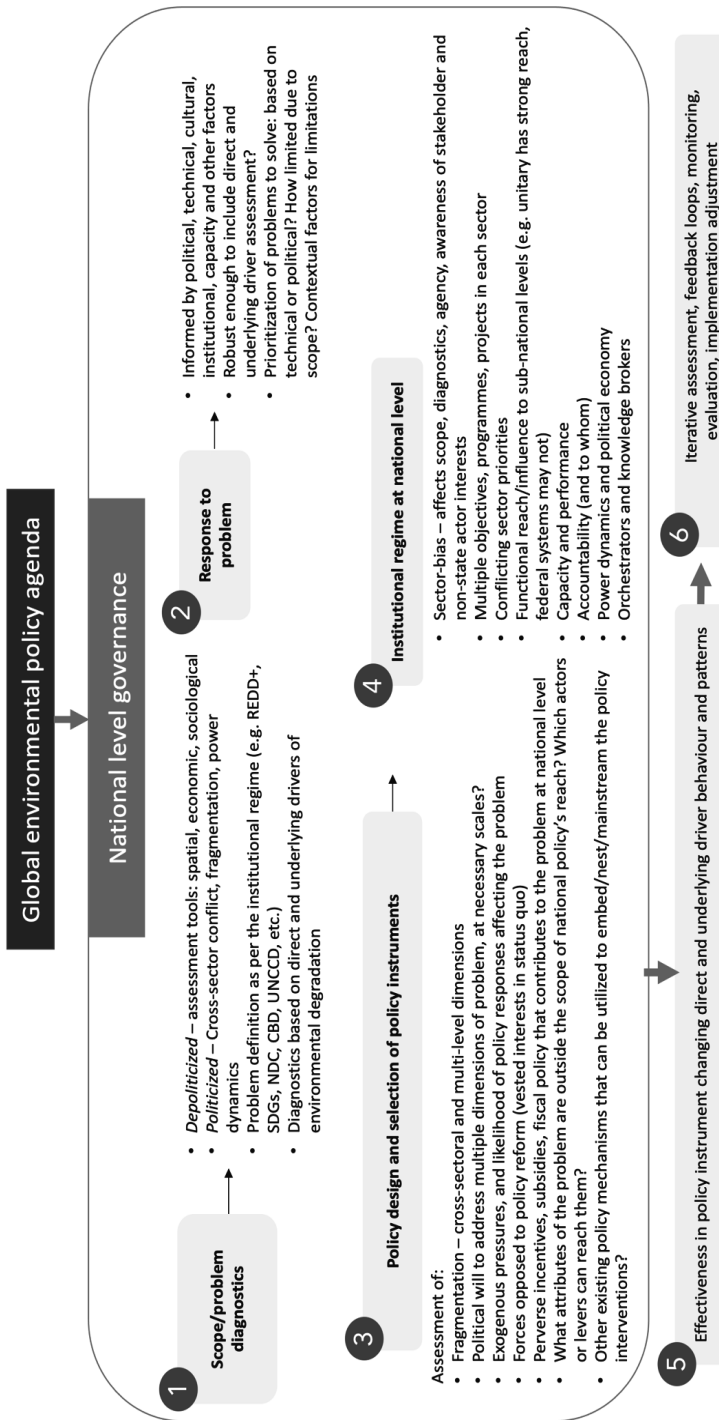 Global environmental policy agenda
National level governance
1
Scope/problem
diagnostics
• Depoliticized – assessment tools: spatial, economic, sociological
• Politicized – Cross-sector conflict, fragmentation, power
dynamics
• Problem definition as per the institutional regime (e.g. REDD+,
SDGs, NDC, CBD, UNCCD, etc.)
• Diagnostics based on direct and underlying drivers of
environmental degradation
2
Response to
problem
• Informed by political, technical, cultural,
institutional, capacity and other factors
• Robust enough to include direct and
underlying driver assessment?
• Prioritization of problems to solve: based on
technical or political? How limited due to
scope? Contextual factors for limitations
3
Policy design and selection of policy instruments
Assessment of:
• Fragmentation – cross-sectoral and multi-level dimensions
• Political will to address multiple dimensions of problem, at necessary scales?
• Exogenous pressures, and likelihood of policy responses affecting the problem
• Forces opposed to policy reform (vested interests in status quo)
• Perverse incentives, subsidies, fiscal policy that contributes to the problem at national level
• What attributes of the problem are outside the scope of national policy's reach? Which actors
or levers can reach them?
• Other existing policy mechanisms that can be utilized to embed/nest/mainstream the policy
interventions?
4
Institutional regime at national level
• Sector-bias – affects scope, diagnostics, agency, awareness of stakeholder and
non-state actor interests
• Multiple objectives, programmes, projects in each sector
• Conflicting sector priorities
• Functional reach/influence to sub-national levels (e.g. unitary has strong reach,
federal systems may not)
• Capacity and performance
• Accountability (and to whom)
• Power dynamics and political economy
• Orchestrators and knowledge brokers
5
Effectiveness in policy instrument changing direct and underlying driver behaviour and patterns
6
Iterative assessment, feedback loops, monitoring,
evaluation, implementation adjustment